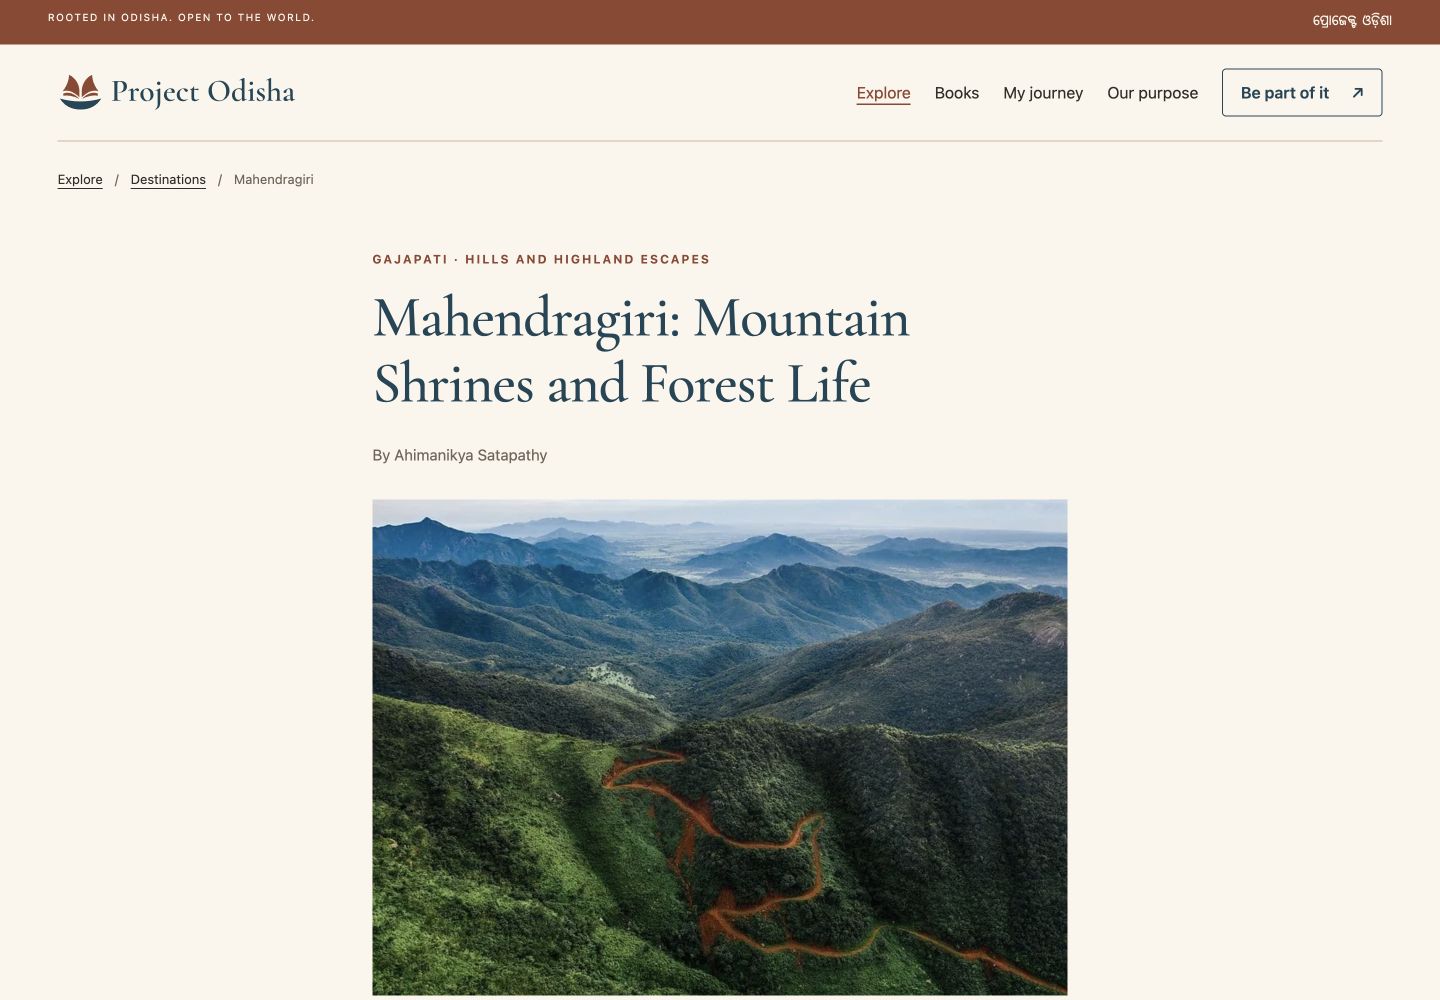 ROOTED IN ODISHA. OPEN TO THE WORLD.
ପ୍ରୋଜେକ୍ଟ ଓଡ଼ିଶା
Project Odisha
Explore
Books
My journey
Our purpose
Be part of it
Explore / Destinations / Mahendragiri
GAJAPATI · HILLS AND HIGHLAND ESCAPES
Mahendragiri: Mountain
Shrines and Forest Life
By Ahimanikya Satapathy